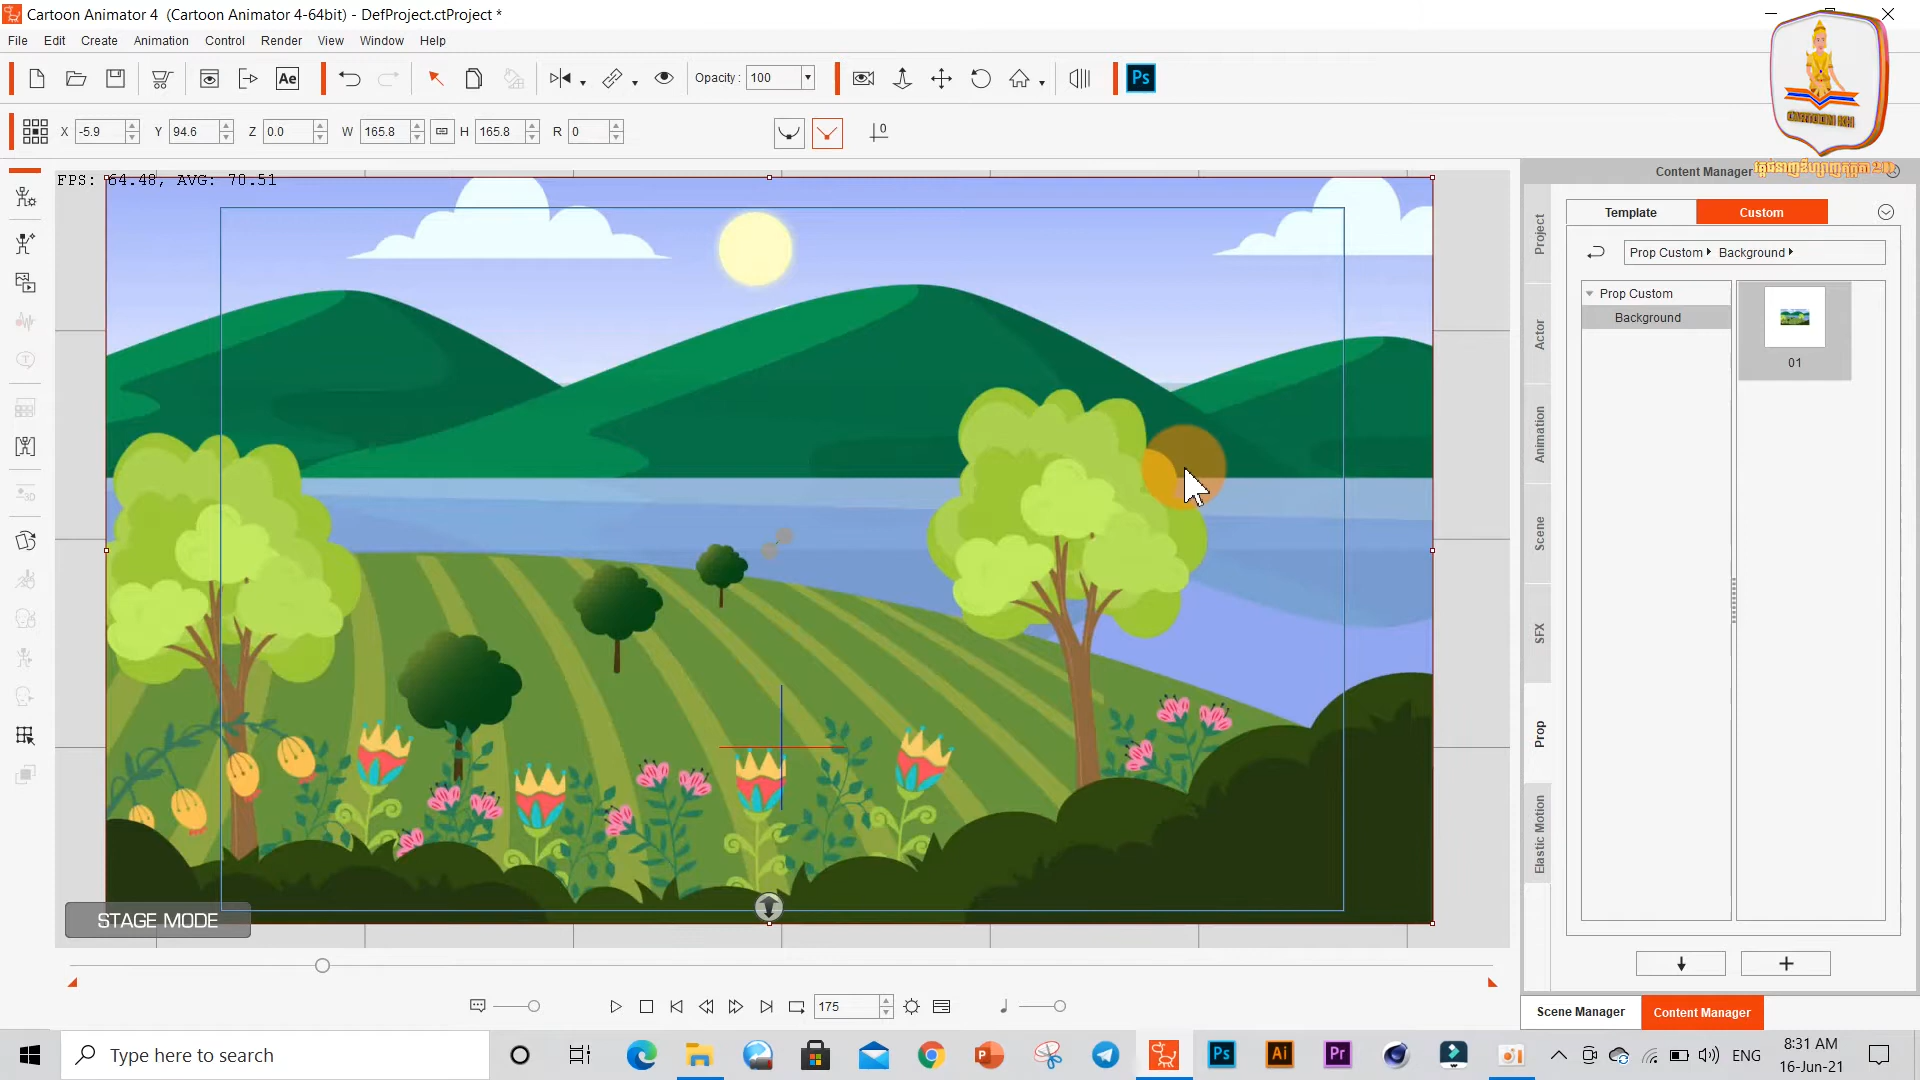 Cartoon Animator 4  (Cartoon Animator 4-64bit) - DefProject.ctProject *
File Edit Create Animation Control Render View Window Help
Ae
Opacity : 100
Ps
X -5.9 Y 94.6 Z 0.0 W 165.8 H 165.8 R 0
0
FPS: 64.48, AVG: 70.51
Content Manager
Template Custom
Prop Custom Background
Prop Custom
Background
01
Project
Actor
Animation
Scene
SFX
Prop
Elastic Motion
3D
STAGE MODE
175
Scene Manager Content Manager
Type here to search
Ps Ai Pr
ENG
8:31 AM
16-Jun-21